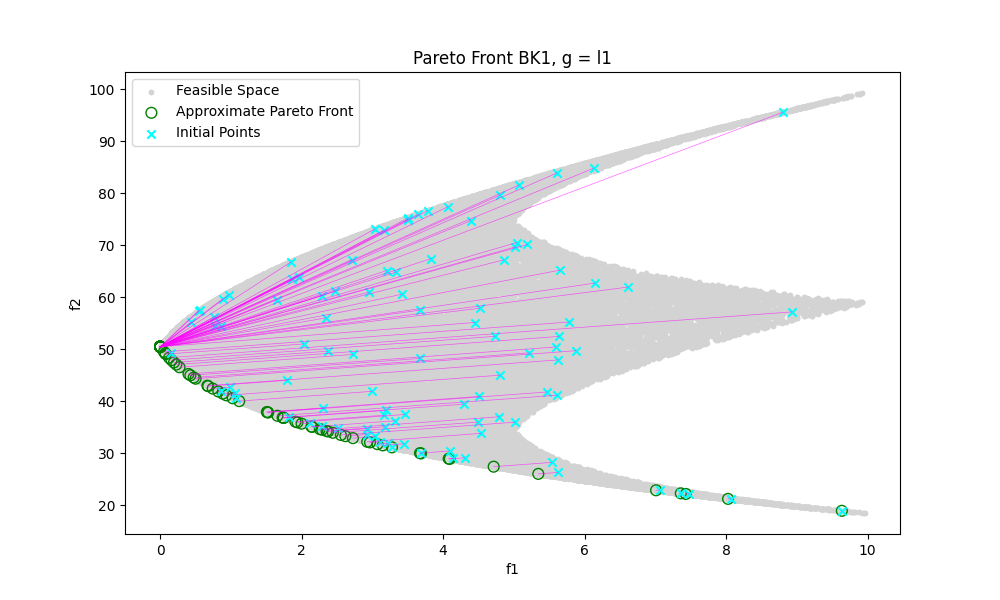 Pareto Front BK1, g = l1
Feasible Space
Approximate Pareto Front
Initial Points
100
90
80
70
60
50
40
30
20
f2
0 2 4 6 8 10
f1